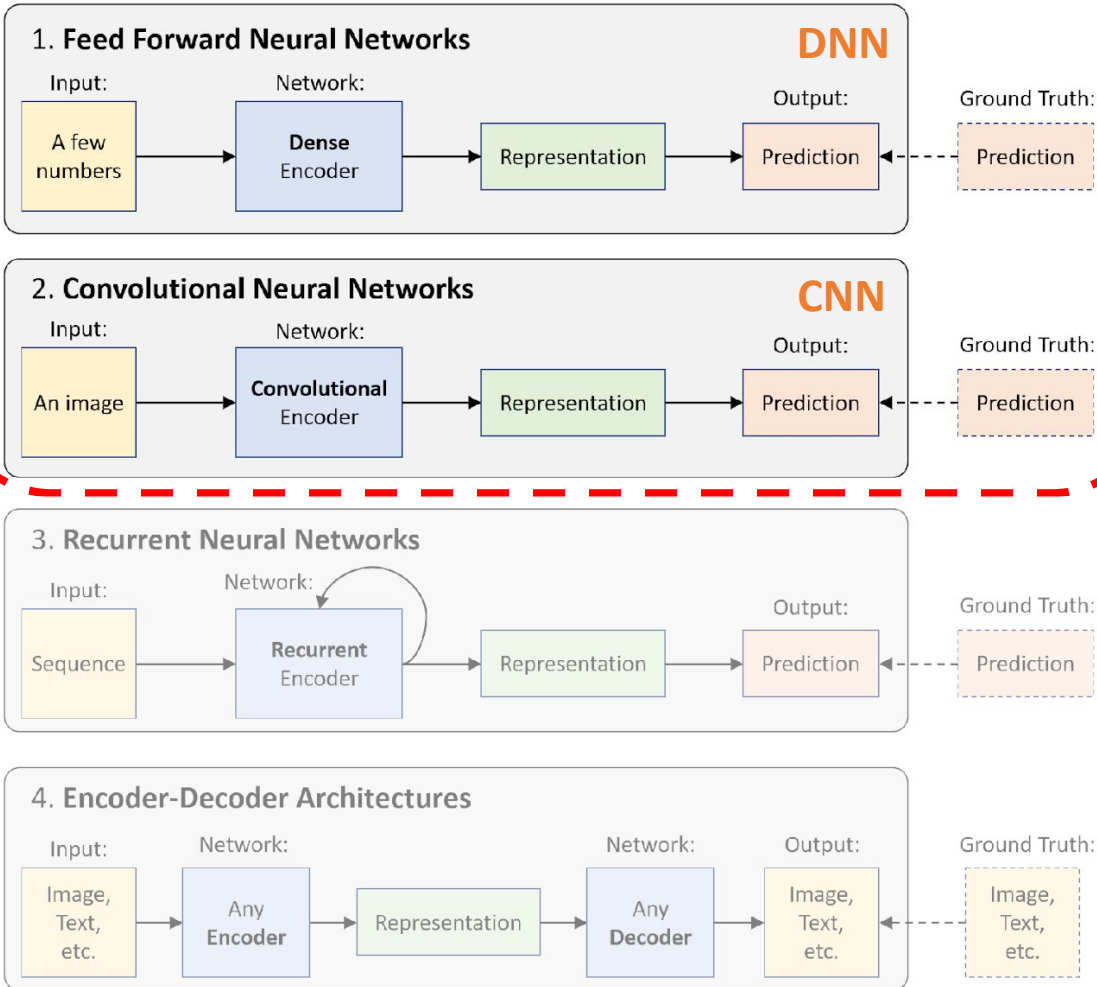 1. Feed Forward Neural Networks
DNN
Input:
Network:
Output:
Ground Truth:
A few
numbers
Dense
Encoder
Representation
Prediction
Prediction
2. Convolutional Neural Networks
CNN
Input:
Network:
Output:
Ground Truth:
An image
Convolutional
Encoder
Representation
Prediction
Prediction
3. Recurrent Neural Networks
Input:
Network:
Output:
Ground Truth:
Sequence
Recurrent
Encoder
Representation
Prediction
Prediction
4. Encoder-Decoder Architectures
Input:
Network:
Network:
Output:
Ground Truth:
Image,
Text,
etc.
Any
Encoder
Representation
Any
Decoder
Image,
Text,
etc.
Image,
Text,
etc.